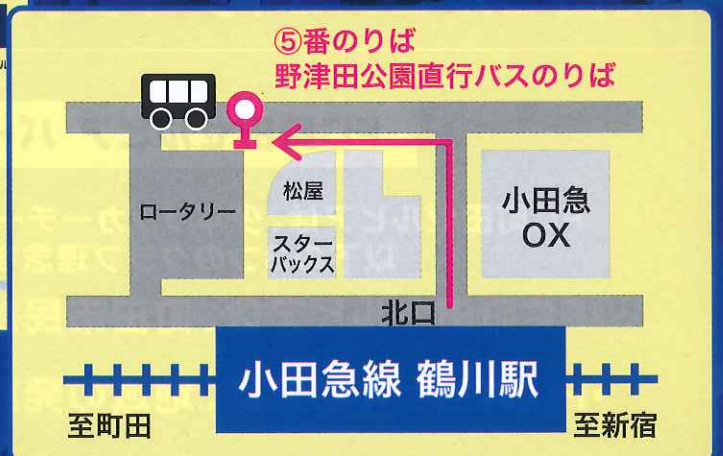 ⑤番のりば
野津田公園直行バスのりば
ロータリー
松屋
スター
バックス
小田急
OX
北口
小田急線 鶴川駅
至町田
至新宿